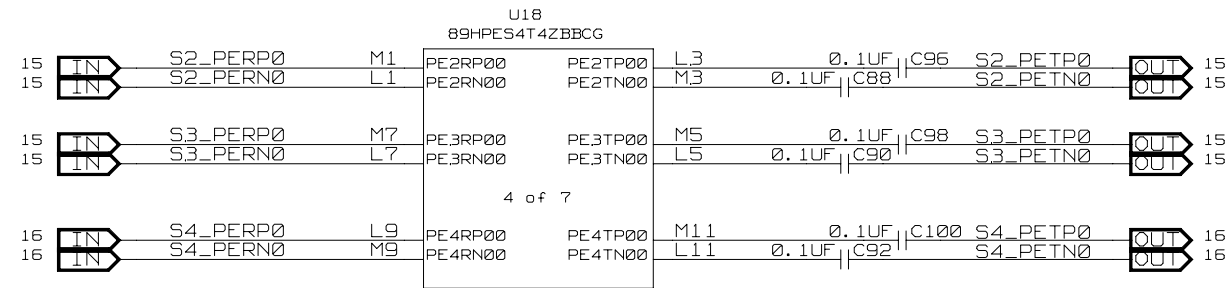 U18
89HPES4T4ZBBCG
15 IN S2_PERP0 M1 PE2RP00 PE2TP00 L3 0.1UF C96 S2_PETP0 OUT 15
15 IN S2_PERN0 L1 PE2RN00 PE2TN00 M3 0.1UF C88 S2_PETN0 OUT 15
15 IN S3_PERP0 M7 PE3RP00 PE3TP00 M5 0.1UF C98 S3_PETP0 OUT 15
15 IN S3_PERN0 L7 PE3RN00 PE3TN00 L5 0.1UF C90 S3_PETN0 OUT 15
4 of 7
16 IN S4_PERP0 L9 PE4RP00 PE4TP00 M11 0.1UF C100 S4_PETP0 OUT 16
16 IN S4_PERN0 M9 PE4RN00 PE4TN00 L11 0.1UF C92 S4_PETN0 OUT 16